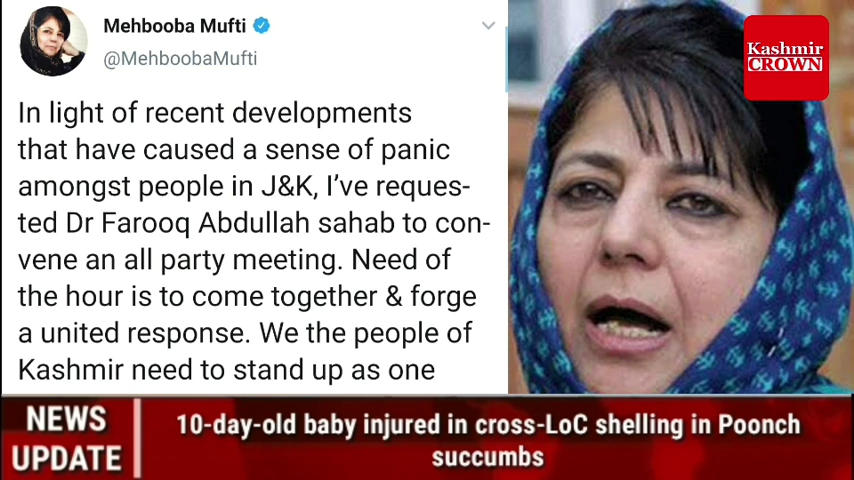 Mehbooba Mufti
@MehboobaMufti
In light of recent developments
that have caused a sense of panic
amongst people in J&K, I've reques-
ted Dr Farooq Abdullah sahab to con-
vene an all party meeting. Need of
the hour is to come together & forge
a united response. We the people of
Kashmir need to stand up as one
Kashmir
CROWN
NEWS
UPDATE
10-day-old baby injured in cross-LoC shelling in Poonch
succumbs